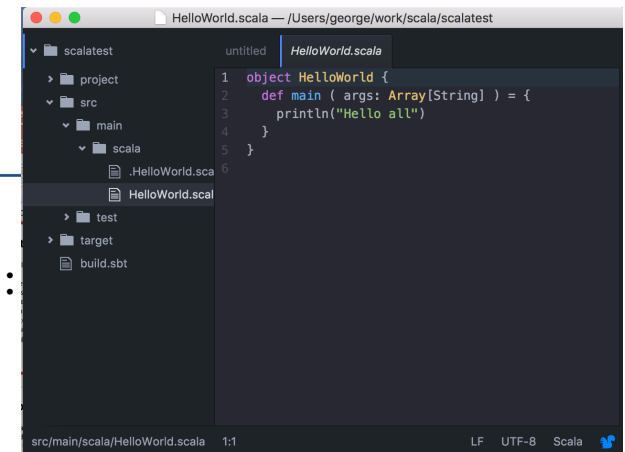 HelloWorld.scala — /Users/george/work/scala/scalatest
scalatest
untitled
HelloWorld.scala
project
src
main
scala
.HelloWorld.sca
HelloWorld.scal
test
target
build.sbt
1 object HelloWorld {
2   def main ( args: Array[String] ) = {
3     println("Hello all")
4   }
5 }
6
src/main/scala/HelloWorld.scala 1:1 LF UTF-8 Scala